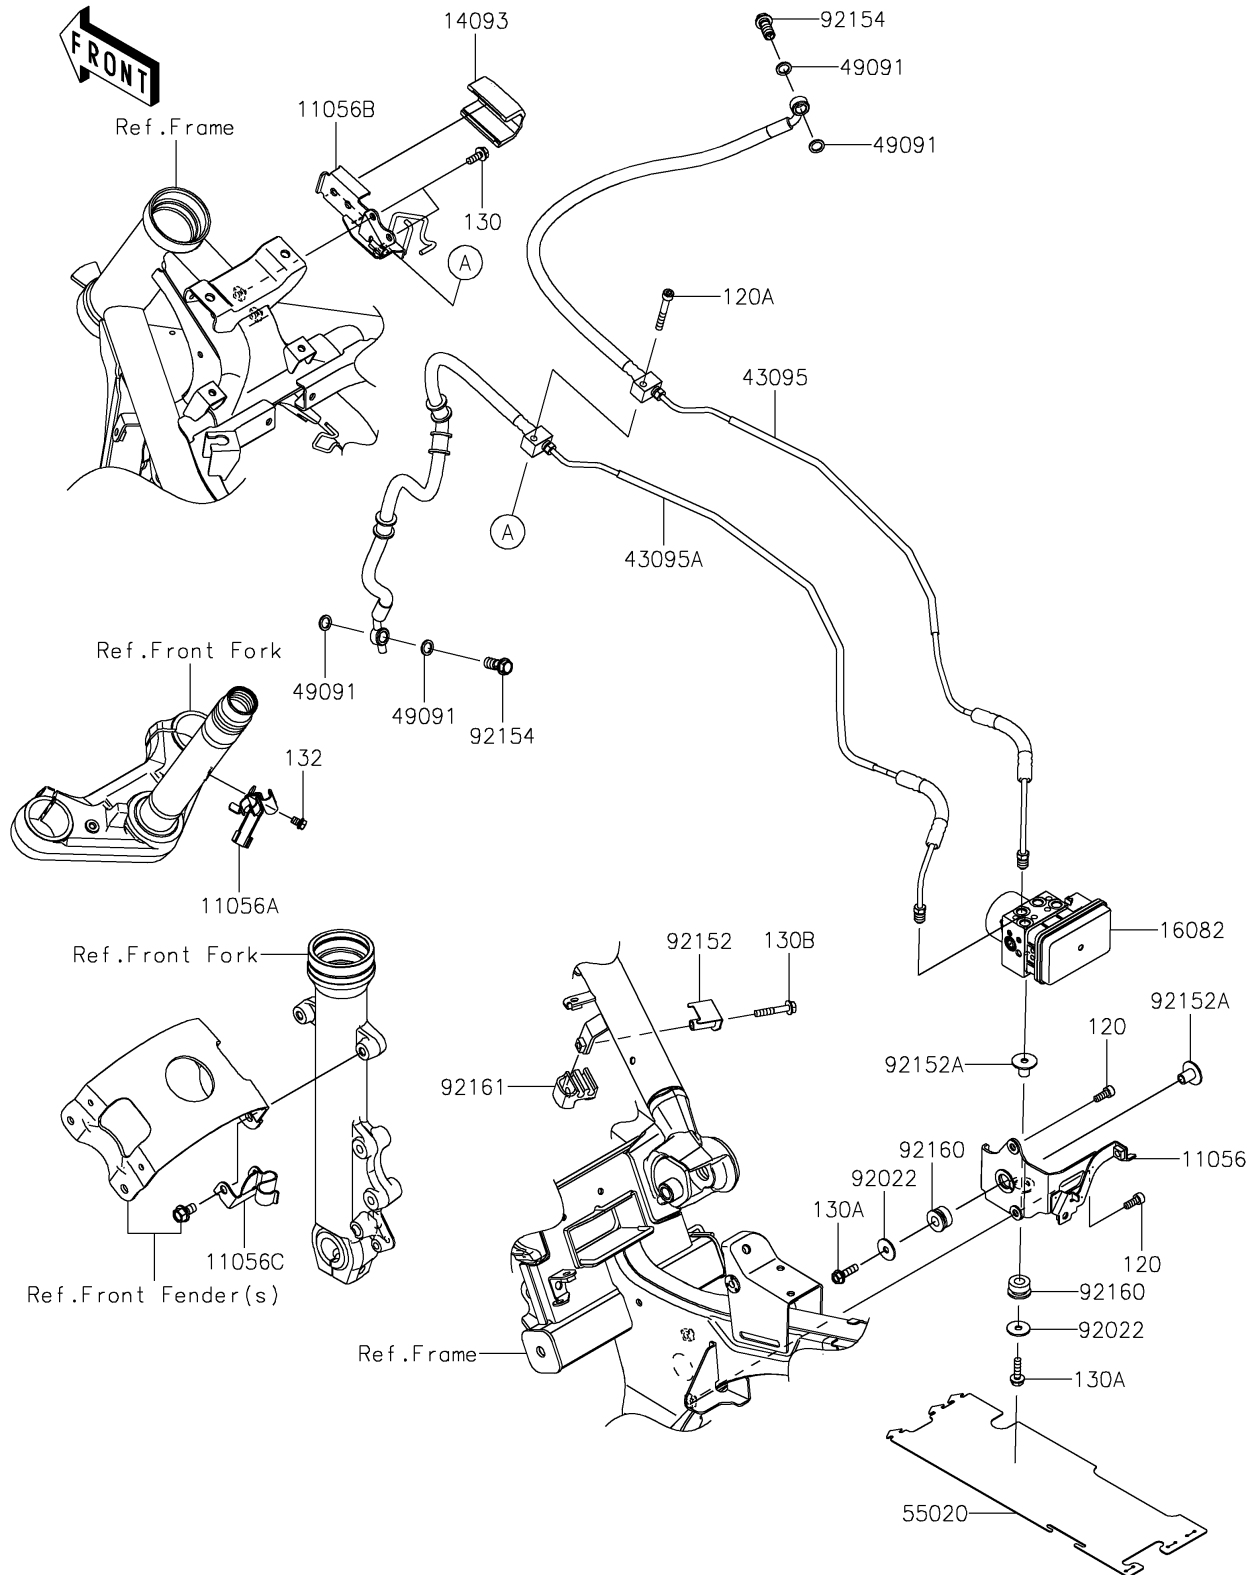 14093
92154
FRONT
49091
11056B
Ref.Frame
49091
130
A
120A
43095
A
43095A
Ref.Front Fork
49091
49091
92154
132
11056A
16082
92152
130B
Ref.Front Fork
92152A
120
92152A
92161
92160
11056
92022
130A
11056C
120
Ref.Front Fender(s)
92160
92022
Ref.Frame
130A
55020